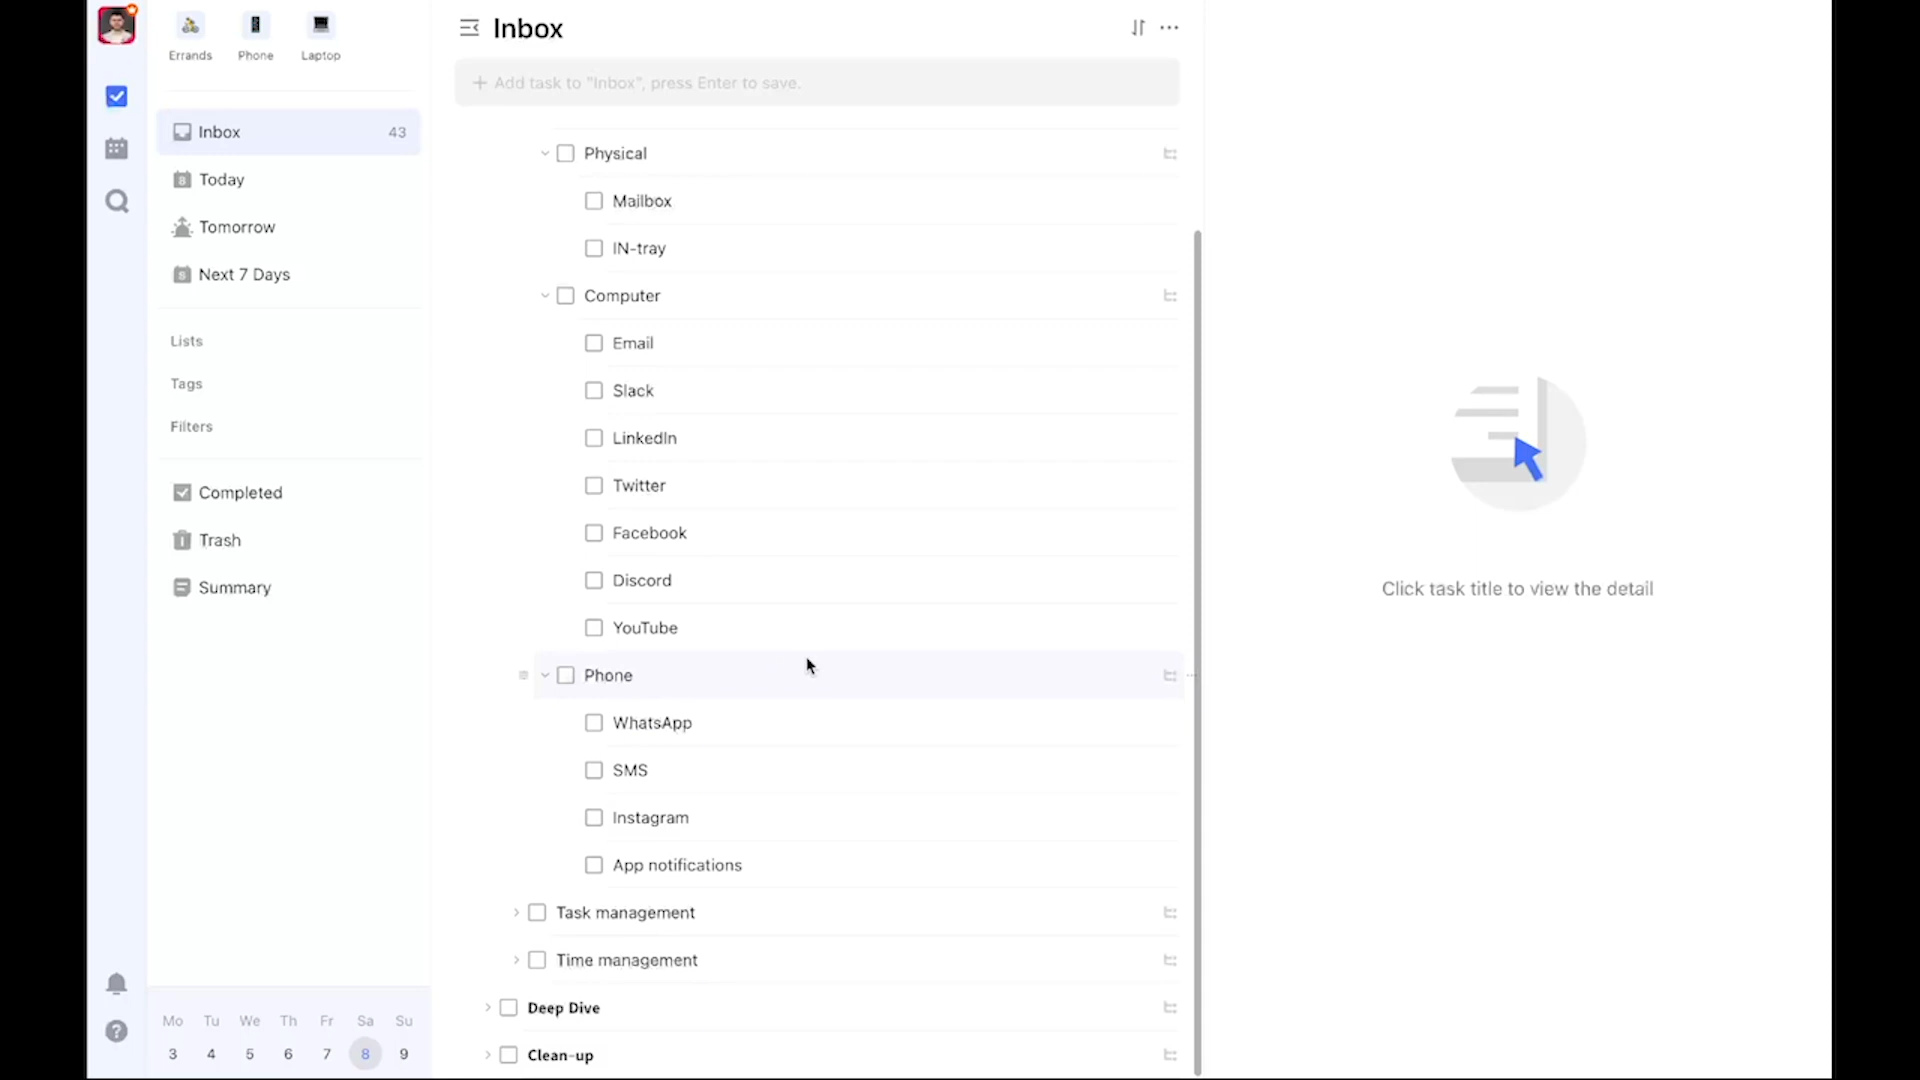 Errands Phone Laptop
Inbox 43
Today
Tomorrow
Next 7 Days
Lists
Tags
Filters
Completed
Trash
Summary
Mo Tu We Th Fr Sa Su
3 4 5 6 7 8 9
Inbox
+ Add task to "Inbox", press Enter to save.
Physical
Mailbox
IN-tray
Computer
Email
Slack
LinkedIn
Twitter
Facebook
Discord
YouTube
Phone
WhatsApp
SMS
Instagram
App notifications
Task management
Time management
Deep Dive
Clean-up
Click task title to view the detail